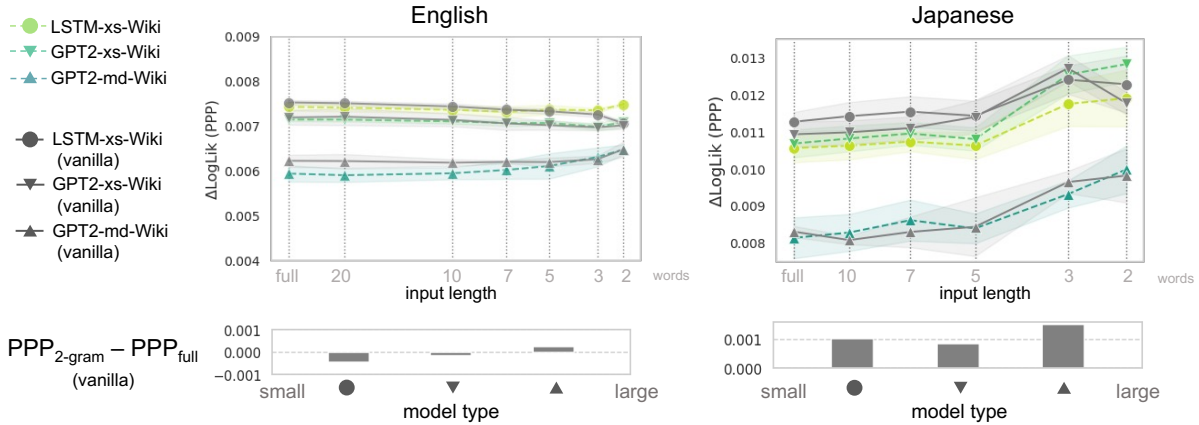 English
Japanese
LSTM-xs-Wiki
GPT2-xs-Wiki
GPT2-md-Wiki
LSTM-xs-Wiki
(vanilla)
GPT2-xs-Wiki
(vanilla)
GPT2-md-Wiki
(vanilla)
ΔLogLik (PPP)
0.009
0.008
0.007
0.006
0.005
0.004
full 20 10 7 5 3 2 words
input length
ΔLogLik (PPP)
0.013
0.012
0.011
0.010
0.009
0.008
full 10 7 5 3 2 words
input length
PPP2-gram – PPPfull
(vanilla)
0.001
0.000
−0.001
small large
model type
0.001
0.000
small large
model type